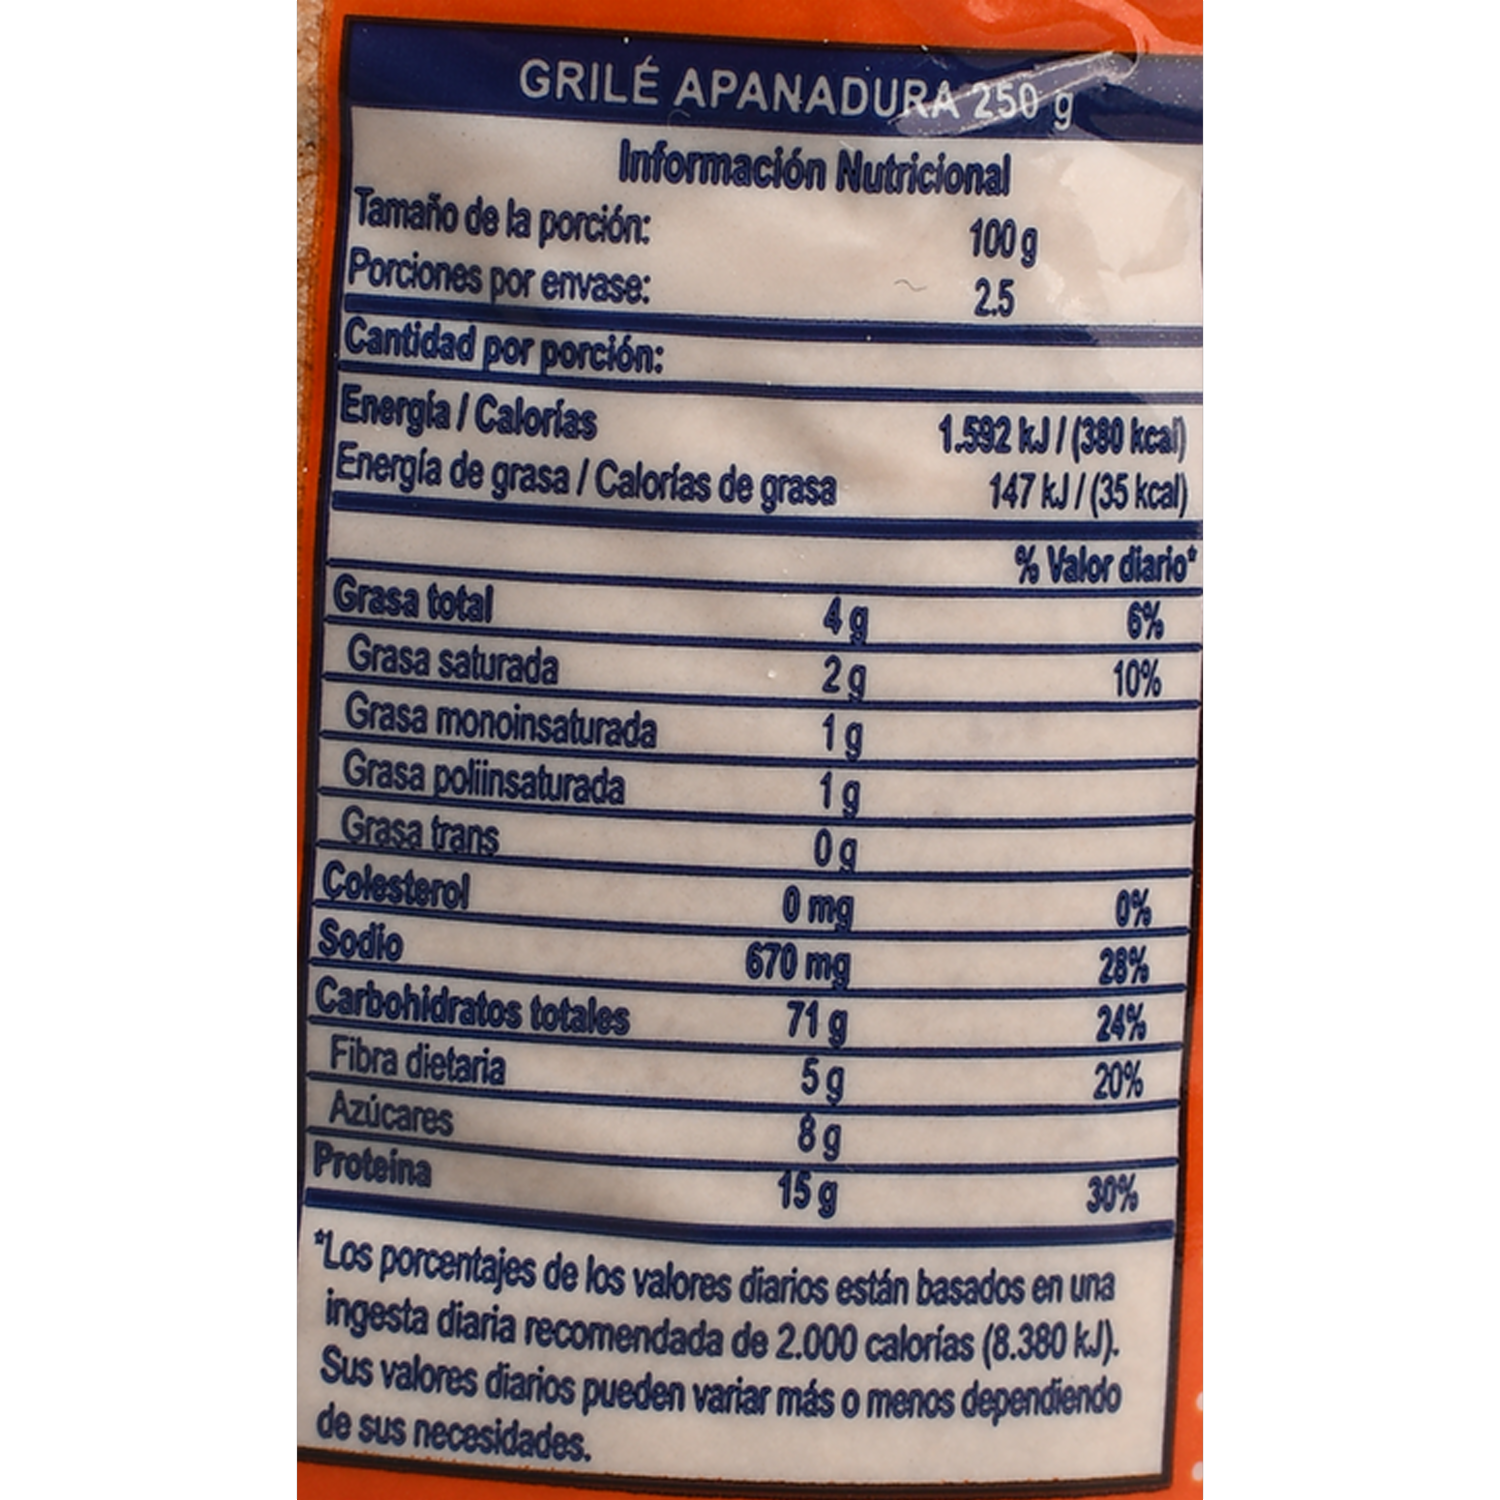 GRILÉ APANADURA 250 g
Información Nutricional
Tamaño de la porción: 100 g
Porciones por envase: 2.5
Cantidad por porción:
Energía / Calorías 1.592 kJ / (380 kcal)
Energía de grasa / Calorías de grasa 147 kJ / (35 kcal)
% Valor diario*
Grasa total 4 g 6%
Grasa saturada 2 g 10%
Grasa monoinsaturada 1 g
Grasa poliinsaturada 1 g
Grasa trans 0 g
Colesterol 0 mg 0%
Sodio 670 mg 28%
Carbohidratos totales 71 g 24%
Fibra dietaria 5 g 20%
Azúcares 8 g
Proteína 15 g 30%
*Los porcentajes de los valores diarios están basados en una
ingesta diaria recomendada de 2.000 calorías (8.380 kJ).
Sus valores diarios pueden variar más o menos dependiendo
de sus necesidades.